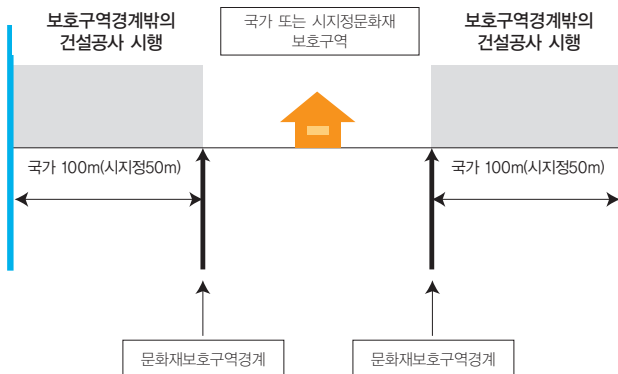 보호구역경계밖의
건설공사 시행
국가 또는 시지정문화재
보호구역
보호구역경계밖의
건설공사 시행
국가 100m(시지정50m)
국가 100m(시지정50m)
문화재보호구역경계
문화재보호구역경계